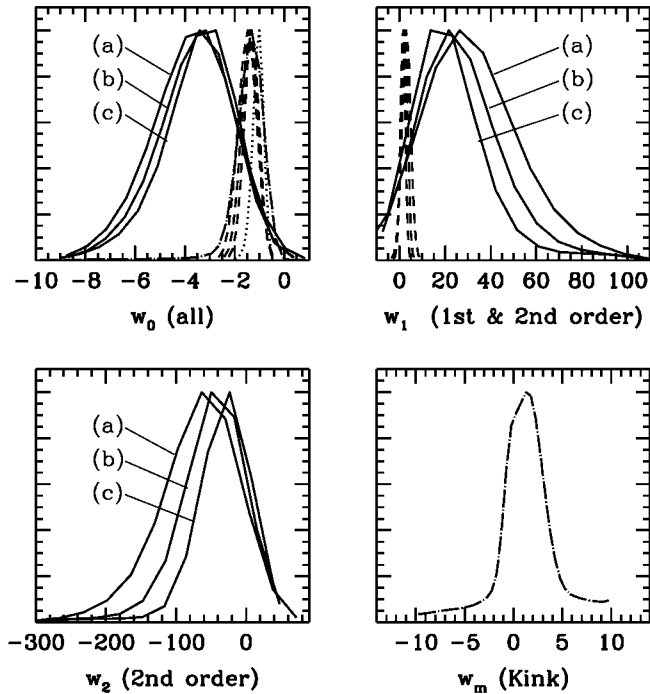 (a)
(b)
(c)
−10 −8 −6 −4 −2 0
w₀ (all)
(a)
(b)
(c)
0 20 40 60 80 100
w₁ (1st & 2nd order)
(a)
(b)
(c)
−300 −200 −100 0
w₂ (2nd order)
−10 −5 0 5 10
wₘ (Kink)